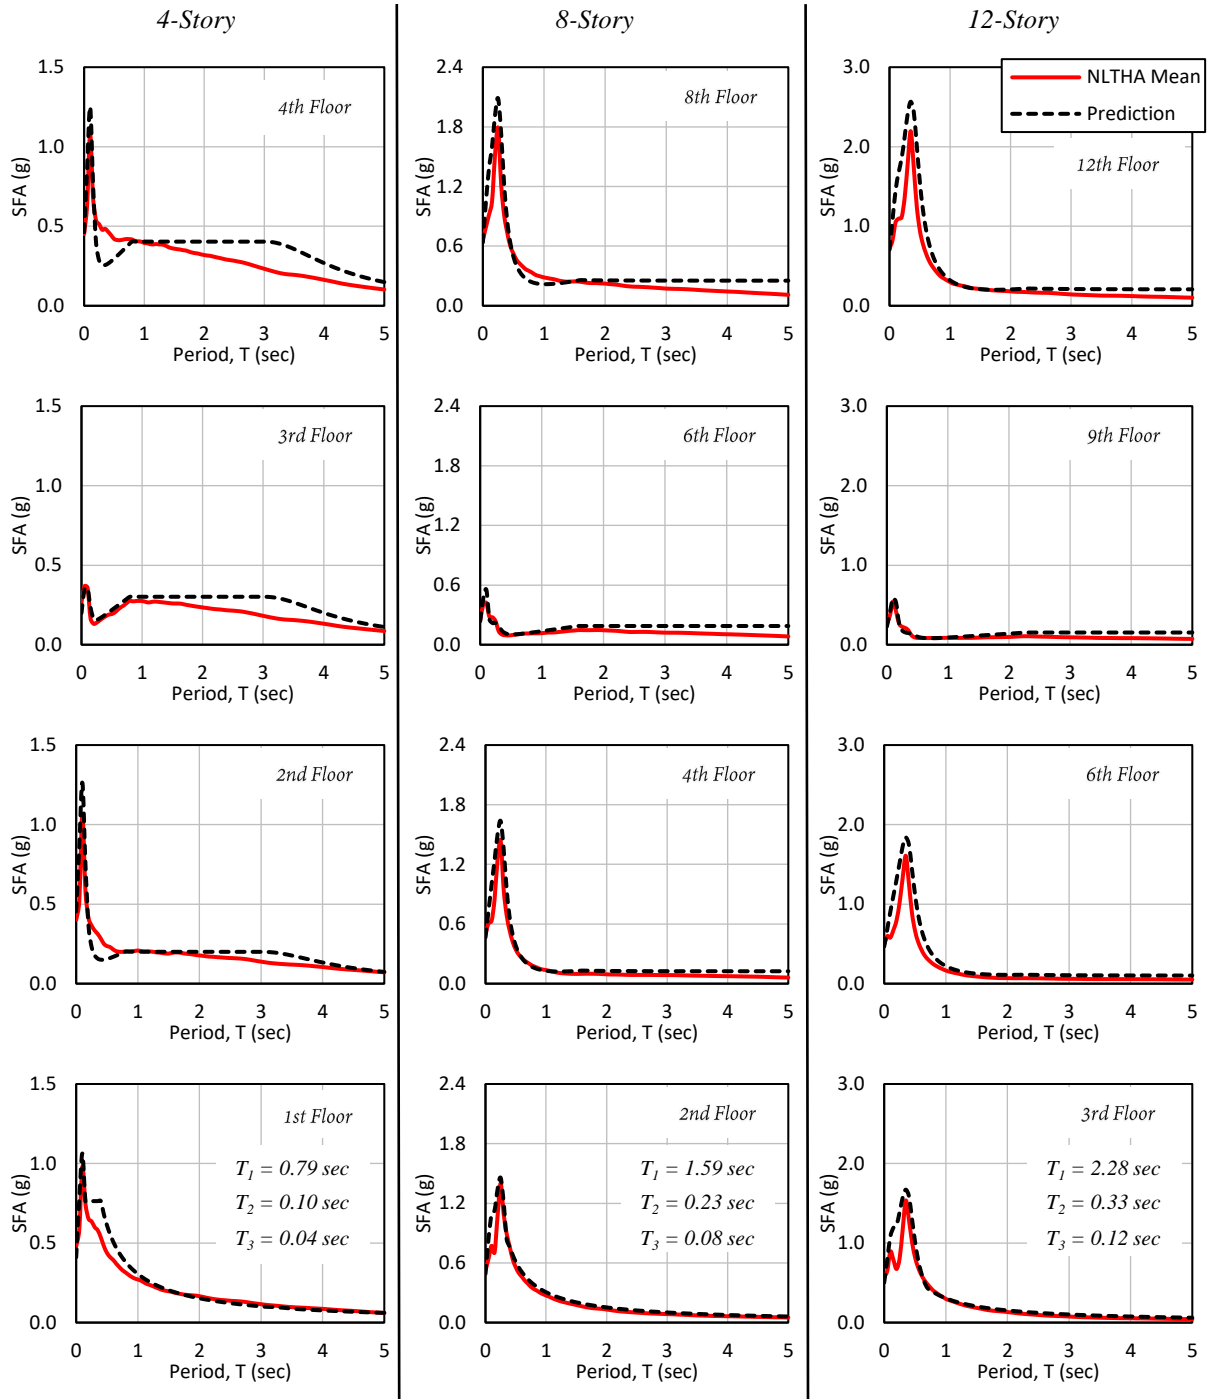 4-Story
8-Story
12-Story
NLTHA Mean
Prediction
4th Floor
SFA (g)
1.5
1.0
0.5
0.0
0 1 2 3 4 5
Period, T (sec)
8th Floor
SFA (g)
2.4
1.8
1.2
0.6
0.0
0 1 2 3 4 5
Period, T (sec)
12th Floor
SFA (g)
3.0
2.0
1.0
0.0
0 1 2 3 4 5
Period, T (sec)
3rd Floor
SFA (g)
1.5
1.0
0.5
0.0
0 1 2 3 4 5
Period, T (sec)
6th Floor
SFA (g)
2.4
1.8
1.2
0.6
0.0
0 1 2 3 4 5
Period, T (sec)
9th Floor
SFA (g)
3.0
2.0
1.0
0.0
0 1 2 3 4 5
Period, T (sec)
2nd Floor
SFA (g)
1.5
1.0
0.5
0.0
0 1 2 3 4 5
Period, T (sec)
4th Floor
SFA (g)
2.4
1.8
1.2
0.6
0.0
0 1 2 3 4 5
Period, T (sec)
6th Floor
SFA (g)
3.0
2.0
1.0
0.0
0 1 2 3 4 5
Period, T (sec)
1st Floor
T1 = 0.79 sec
T2 = 0.10 sec
T3 = 0.04 sec
SFA (g)
1.5
1.0
0.5
0.0
0 1 2 3 4 5
Period, T (sec)
2nd Floor
T1 = 1.59 sec
T2 = 0.23 sec
T3 = 0.08 sec
SFA (g)
2.4
1.8
1.2
0.6
0.0
0 1 2 3 4 5
Period, T (sec)
3rd Floor
T1 = 2.28 sec
T2 = 0.33 sec
T3 = 0.12 sec
SFA (g)
3.0
2.0
1.0
0.0
0 1 2 3 4 5
Period, T (sec)